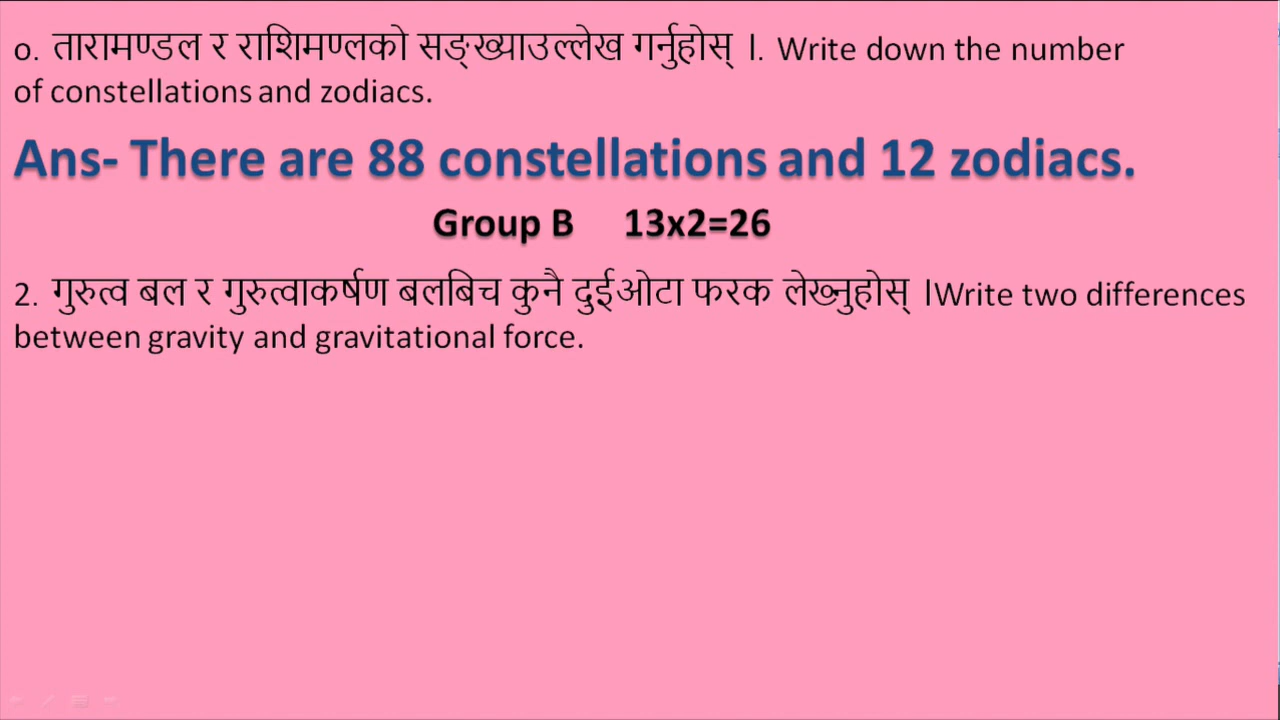 o. तारामण्डल र राशिमण्लको सङ्ख्याउल्लेख गर्नुहोस् ।. Write down the number
of constellations and zodiacs.
Ans- There are 88 constellations and 12 zodiacs.
Group B 13x2=26
2. गुरुत्व बल र गुरुत्वाकर्षण बलबिच कुनै दुईओटा फरक लेख्नुहोस् ।Write two differences
between gravity and gravitational force.